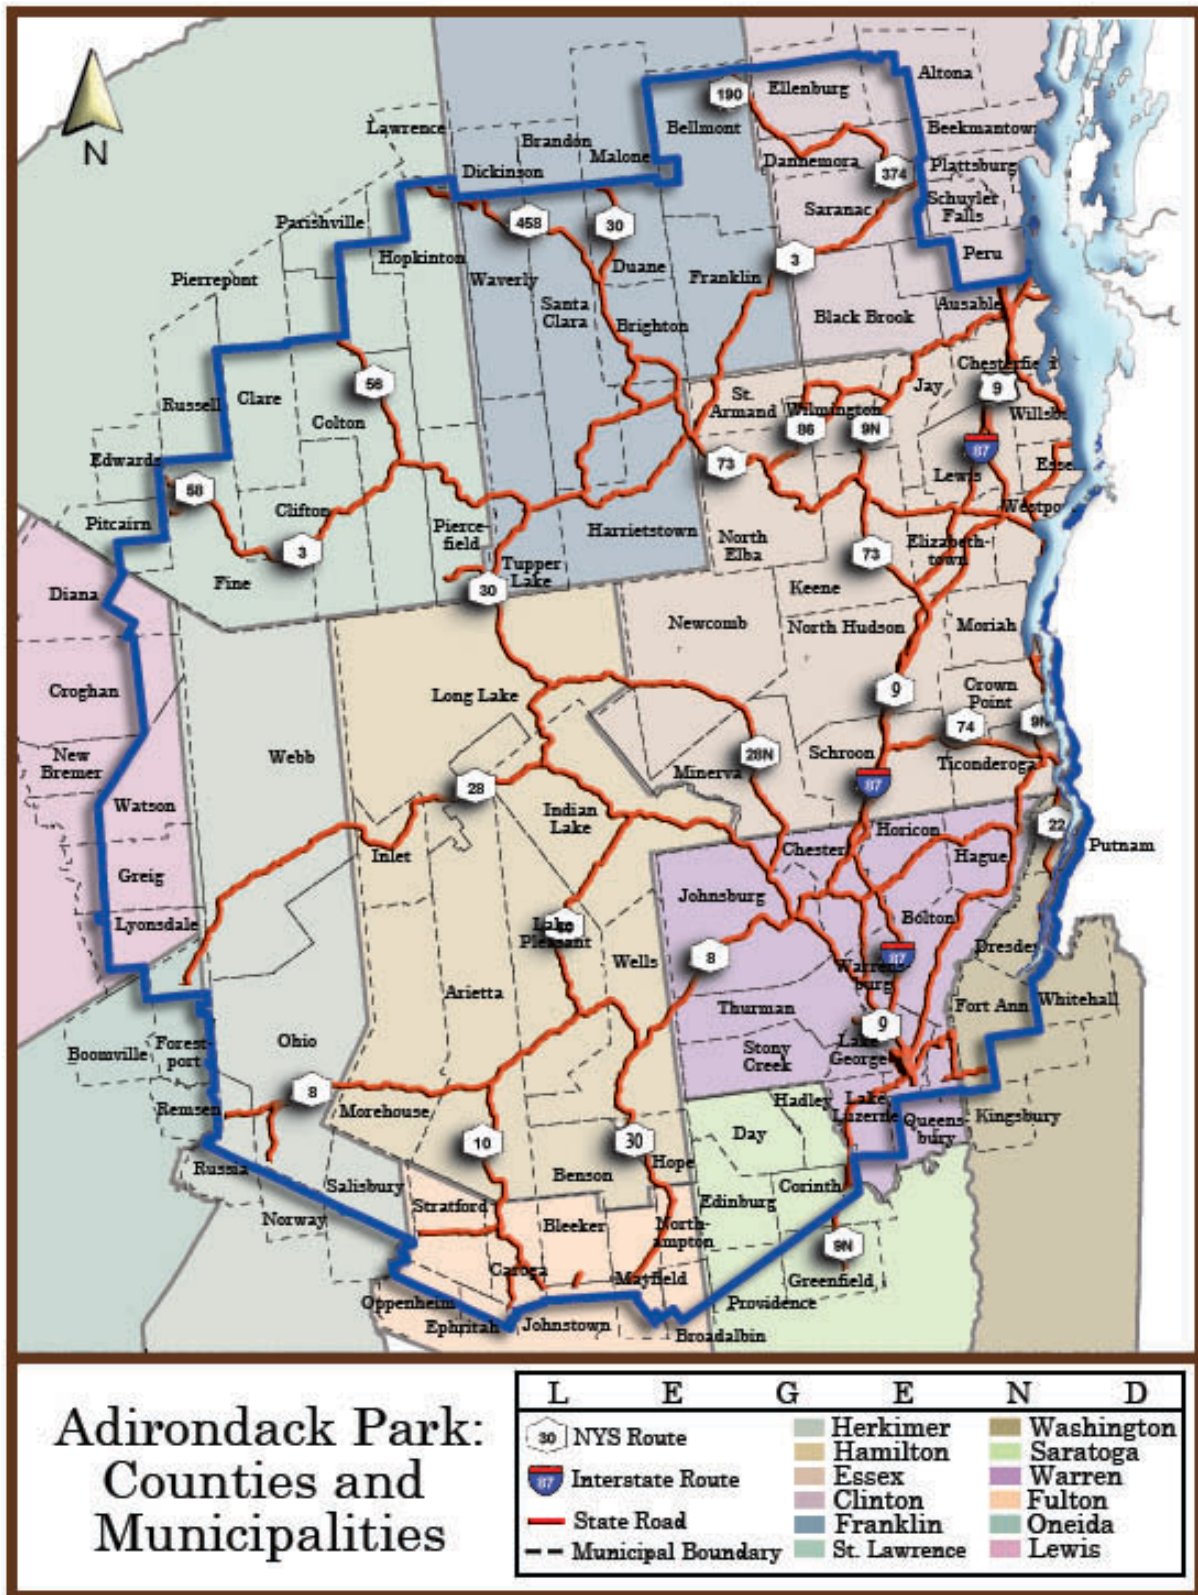 190
Ellenburg
Altona
Bellmont
Beekmantown
Lawrence
Brandon
Malone
Dannemora
Plattsburg
N
Dickinson
374
Schuyler
Falls
Saranac
Parishville
458
30
Peru
Hopkinton
3
Pierrepont
Waverly
Duane
Franklin
Santa
Clara
Ausable
Black Brook
Brighton
Chesterfield
56
St.
Armand
Jay
9
Russell
Clare
Wilmington
Willsb
Colton
86
9N
87
Edwards
73
Lewis
Esse
58
Clifton
Westpo
Pitcairn
Pierce-
field
Harrietstown
North
Elba
Elizabeth-
town
3
73
Fine
Tupper
Lake
Diana
30
Keene
Newcomb
North Hudson
Moriah
Croghan
Long Lake
9
Crown
Point
74
9N
New
Bremer
Webb
28N
Schroon
Minerva
Ticonderoga
87
28
Watson
Indian
Lake
22
Horicon
Putnam
Inlet
Chester
Hague
Greig
Johnsburg
Lyonsdale
Bolton
Lake
Pleasant
Dresden
Wells
8
87
Warrens-
burg
Arietta
Thurman
Fort Ann
Whitehall
Boomville
Forest-
port
Ohio
9
Stony
Creek
Lake
George
8
Remsen
Morehouse
Hadley
Lake
Luzerne
Queens-
bury
Kingsbury
Day
10
30
Russia
Hope
Salisbury
Benson
Corinth
Stratford
Edinburg
Norway
Bleeker
North-
ampton
9N
Caroga
Mayfield
Greenfield
Oppenheim
Providence
Ephritah
Johnstown
Broadalbin
Adirondack Park:
Counties and
Municipalities
L E G E N D
30 NYS Route
87 Interstate Route
State Road
Municipal Boundary
Herkimer
Hamilton
Essex
Clinton
Franklin
St. Lawrence
Washington
Saratoga
Warren
Fulton
Oneida
Lewis